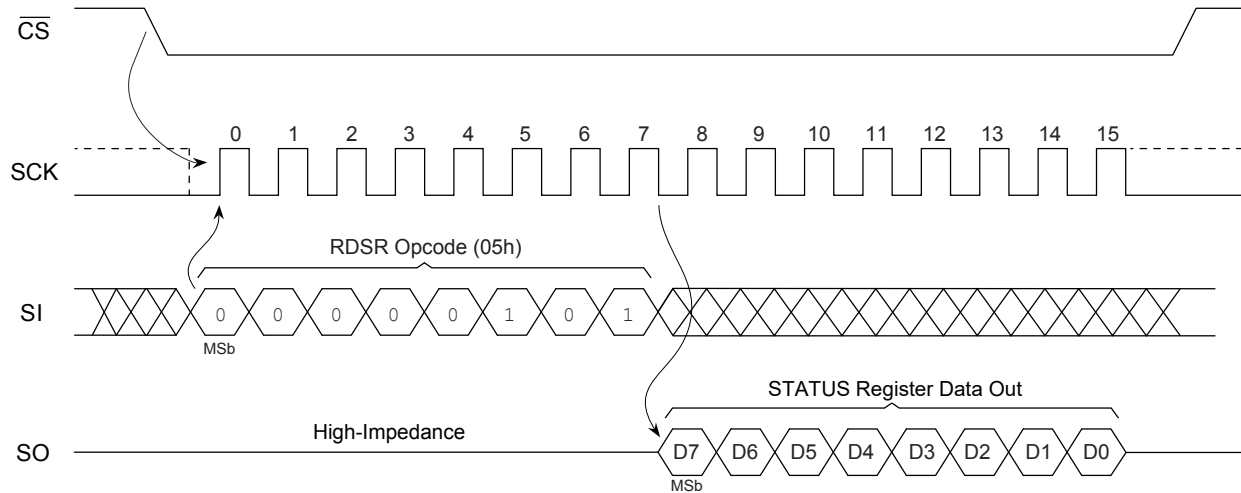 CS
0 1 2 3 4 5 6 7 8 9 10 11 12 13 14 15
SCK
RDSR Opcode (05h)
SI
0 0 0 0 0 1 0 1
MSb
STATUS Register Data Out
High-Impedance
SO
D7 D6 D5 D4 D3 D2 D1 D0
MSb